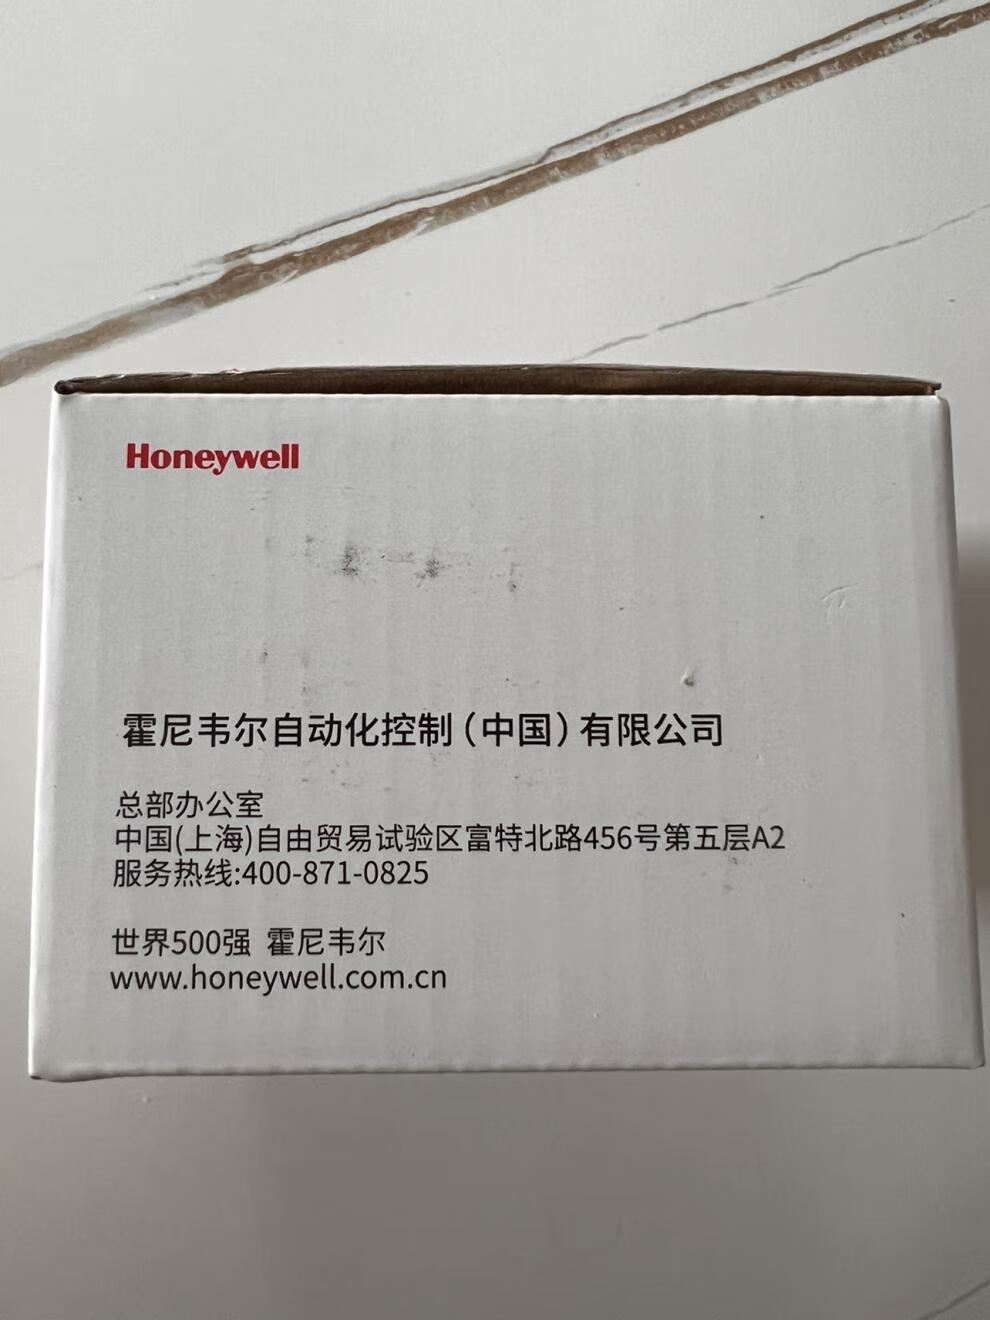 Honeywell
霍尼韦尔自动化控制（中国）有限公司
总部办公室
中国(上海)自由贸易试验区富特北路456号第五层A2
服务热线:400-871-0825
世界500强 霍尼韦尔
www.honeywell.com.cn